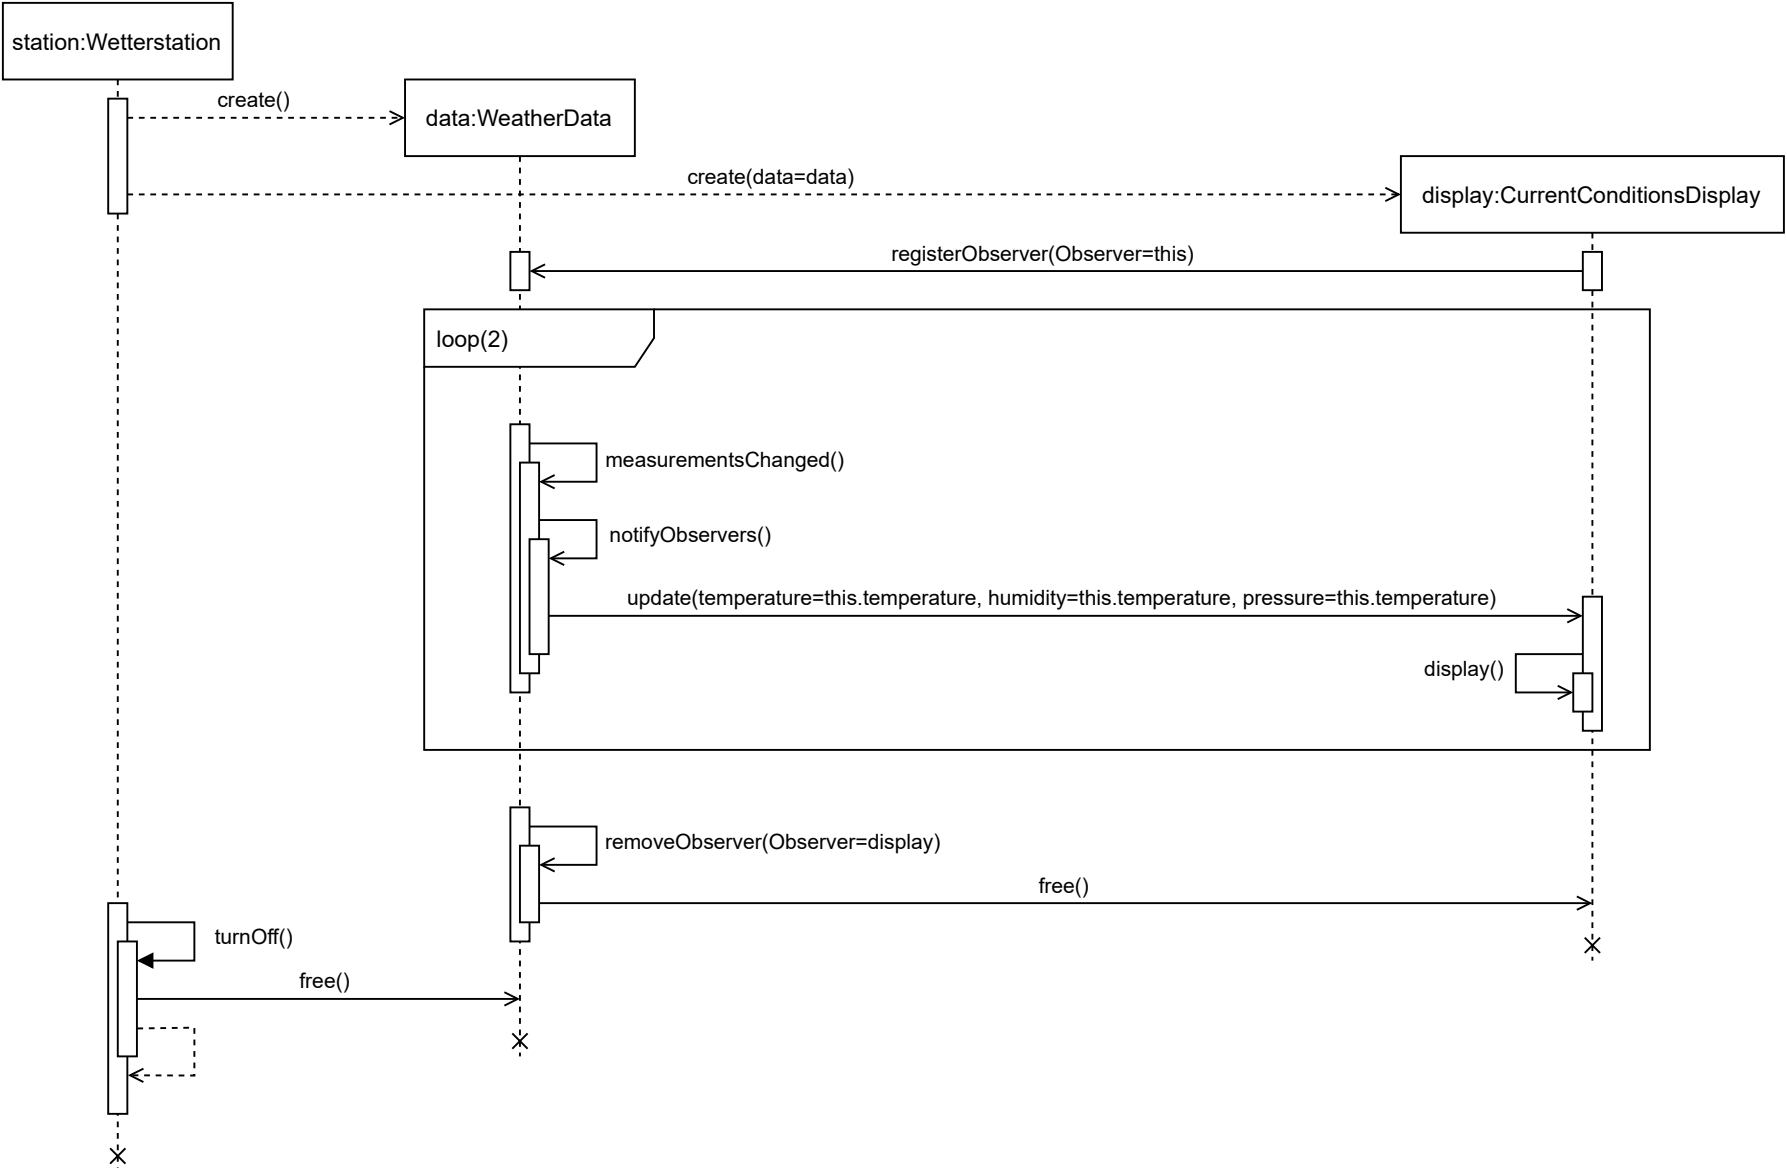 station:Wetterstation
create()
data:WeatherData
create(data=data)
display:CurrentConditionsDisplay
registerObserver(Observer=this)
loop(2)
measurementsChanged()
notifyObservers()
update(temperature=this.temperature, humidity=this.temperature, pressure=this.temperature)
display()
removeObserver(Observer=display)
free()
turnOff()
free()